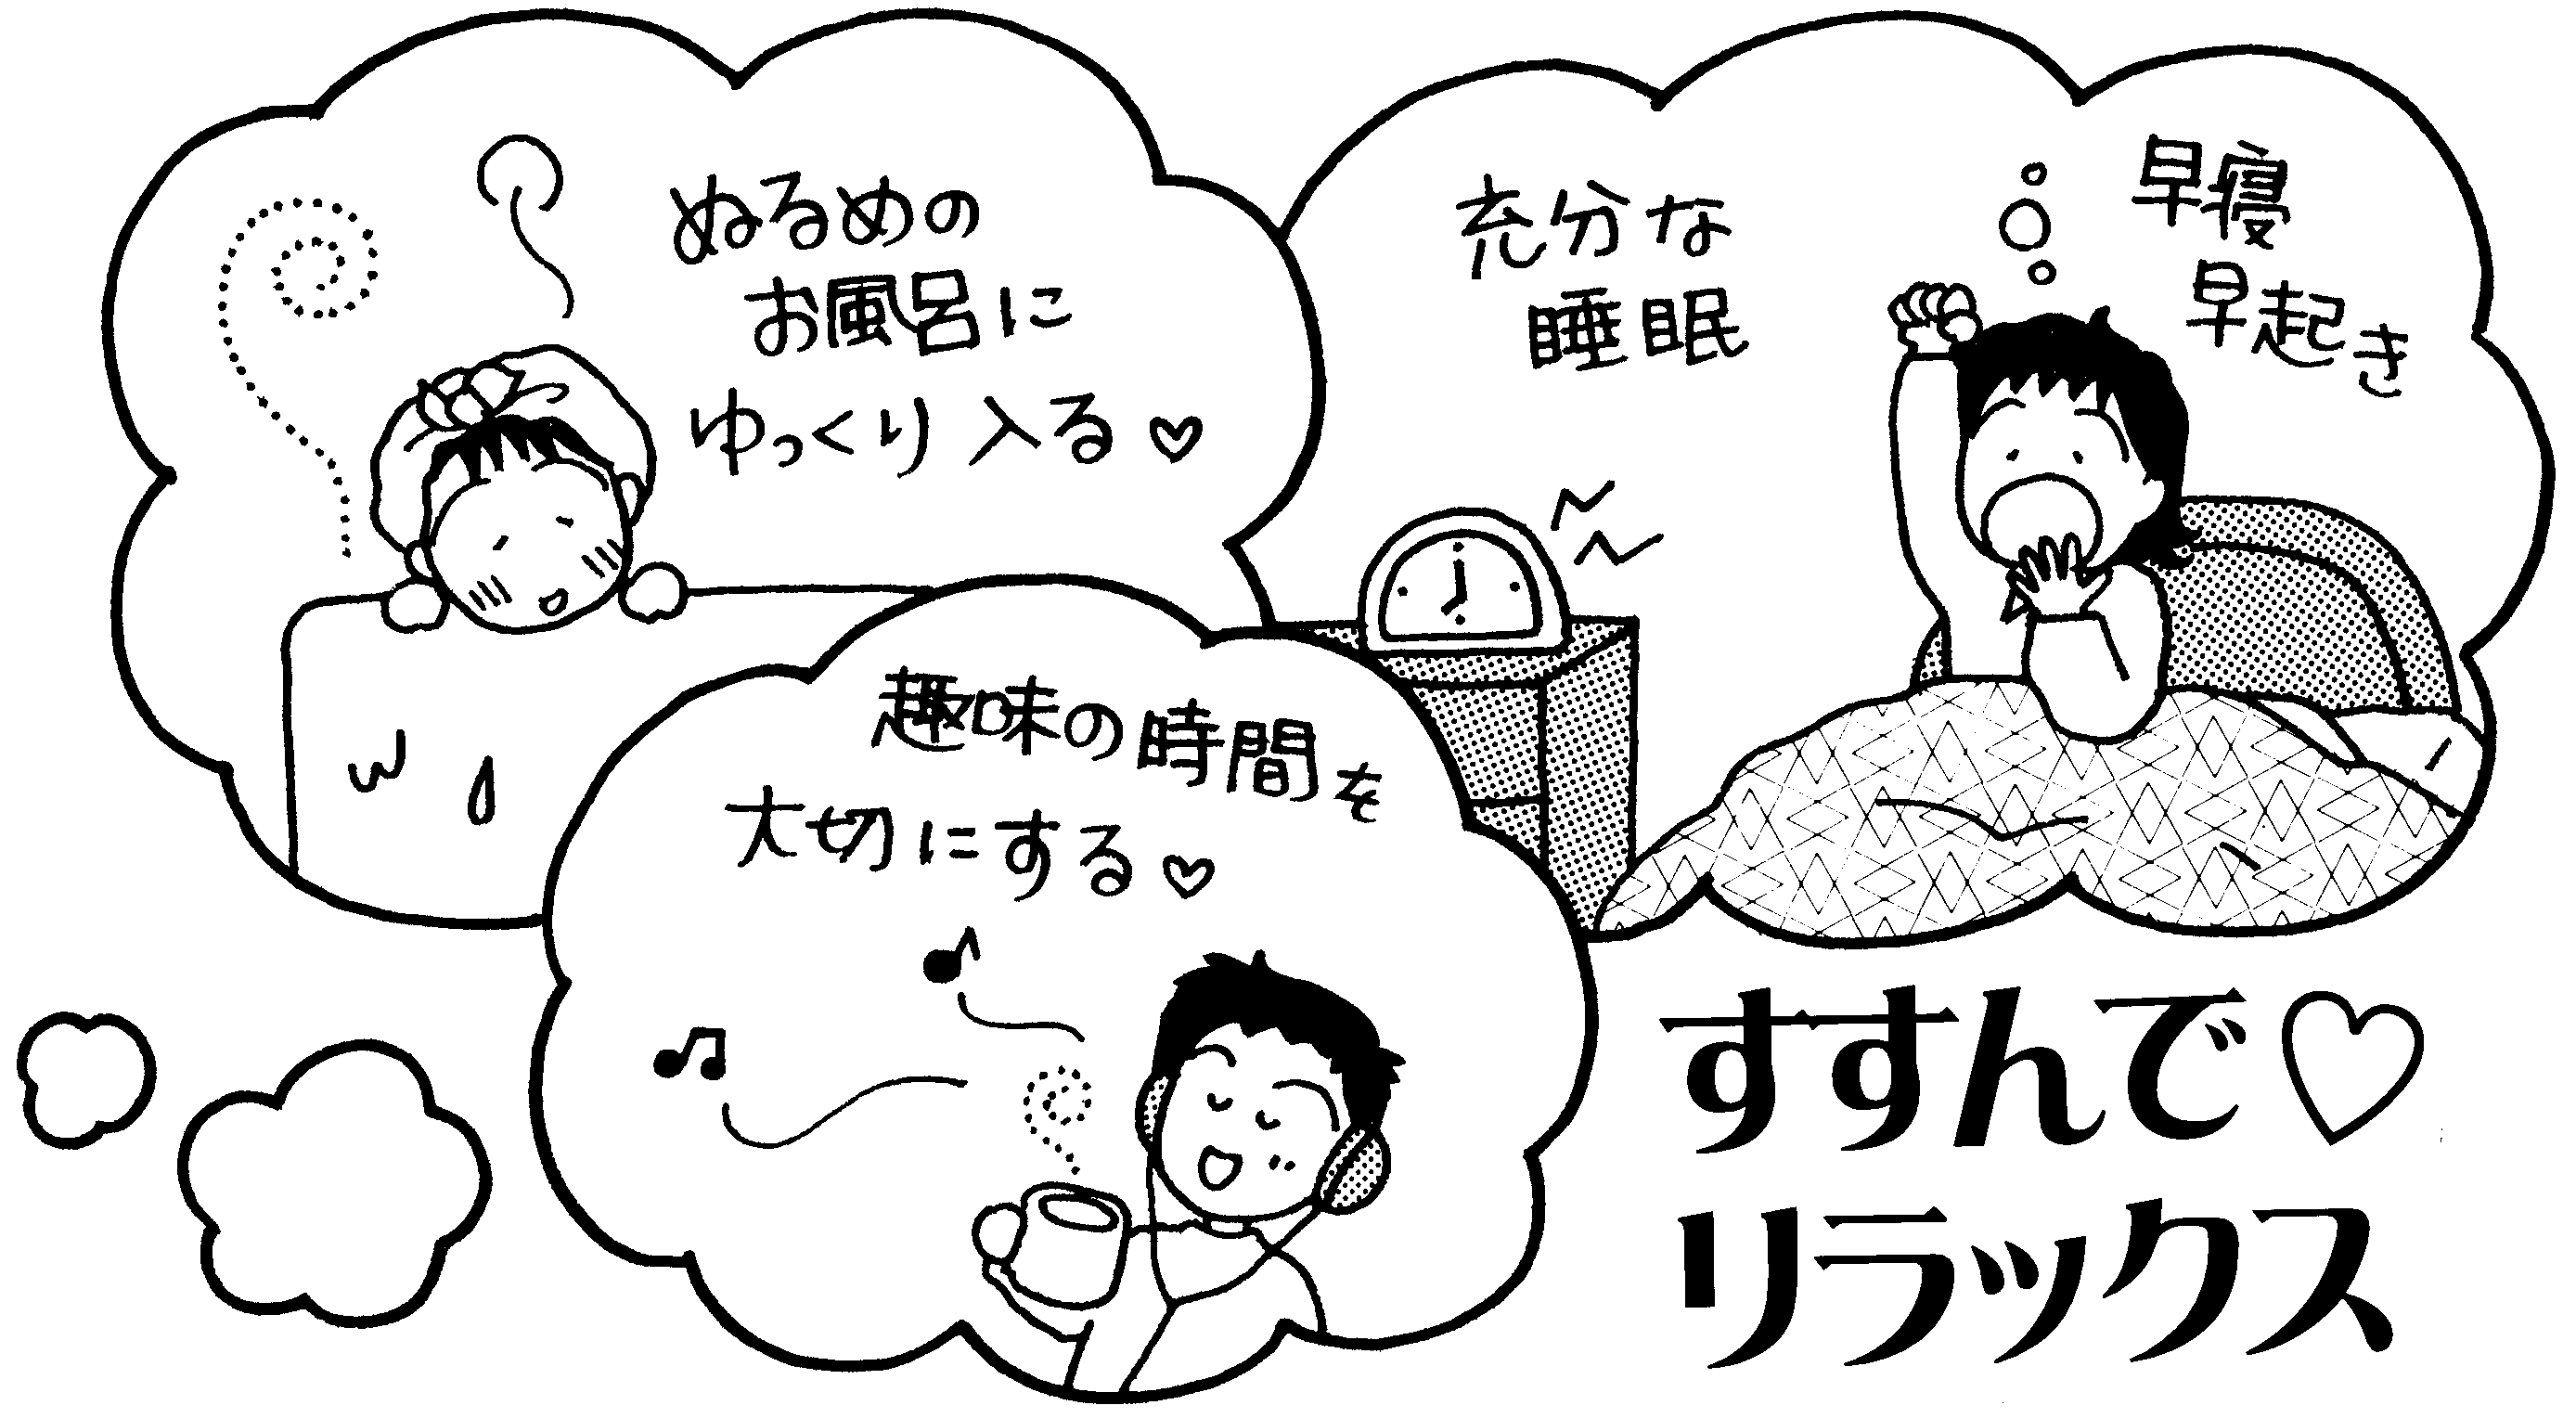 ぬるめの
お風呂に
ゆっくり入る♡
充分な
睡眠
早寝
早起き
趣味の時間を
大切にする♡
すすんで♡
リラックス